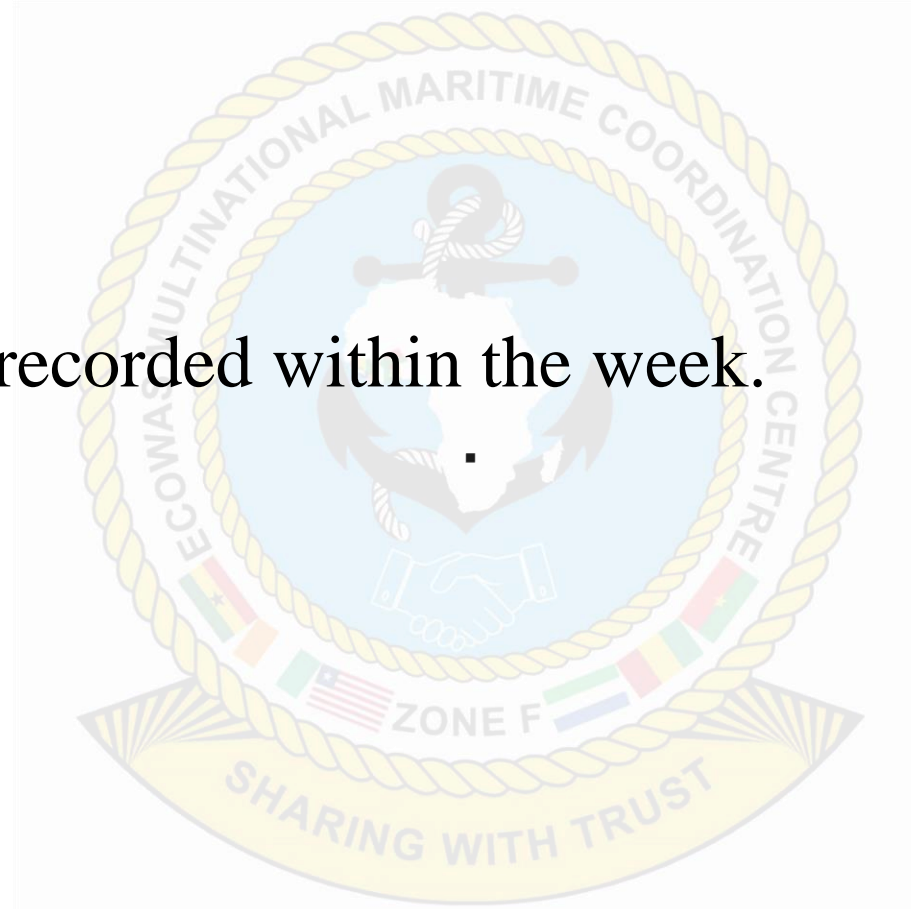 recorded within the week.
.
ECOWAS MULTINATIONAL MARITIME COORDINATION CENTRE
ZONE F
SHARING WITH TRUST